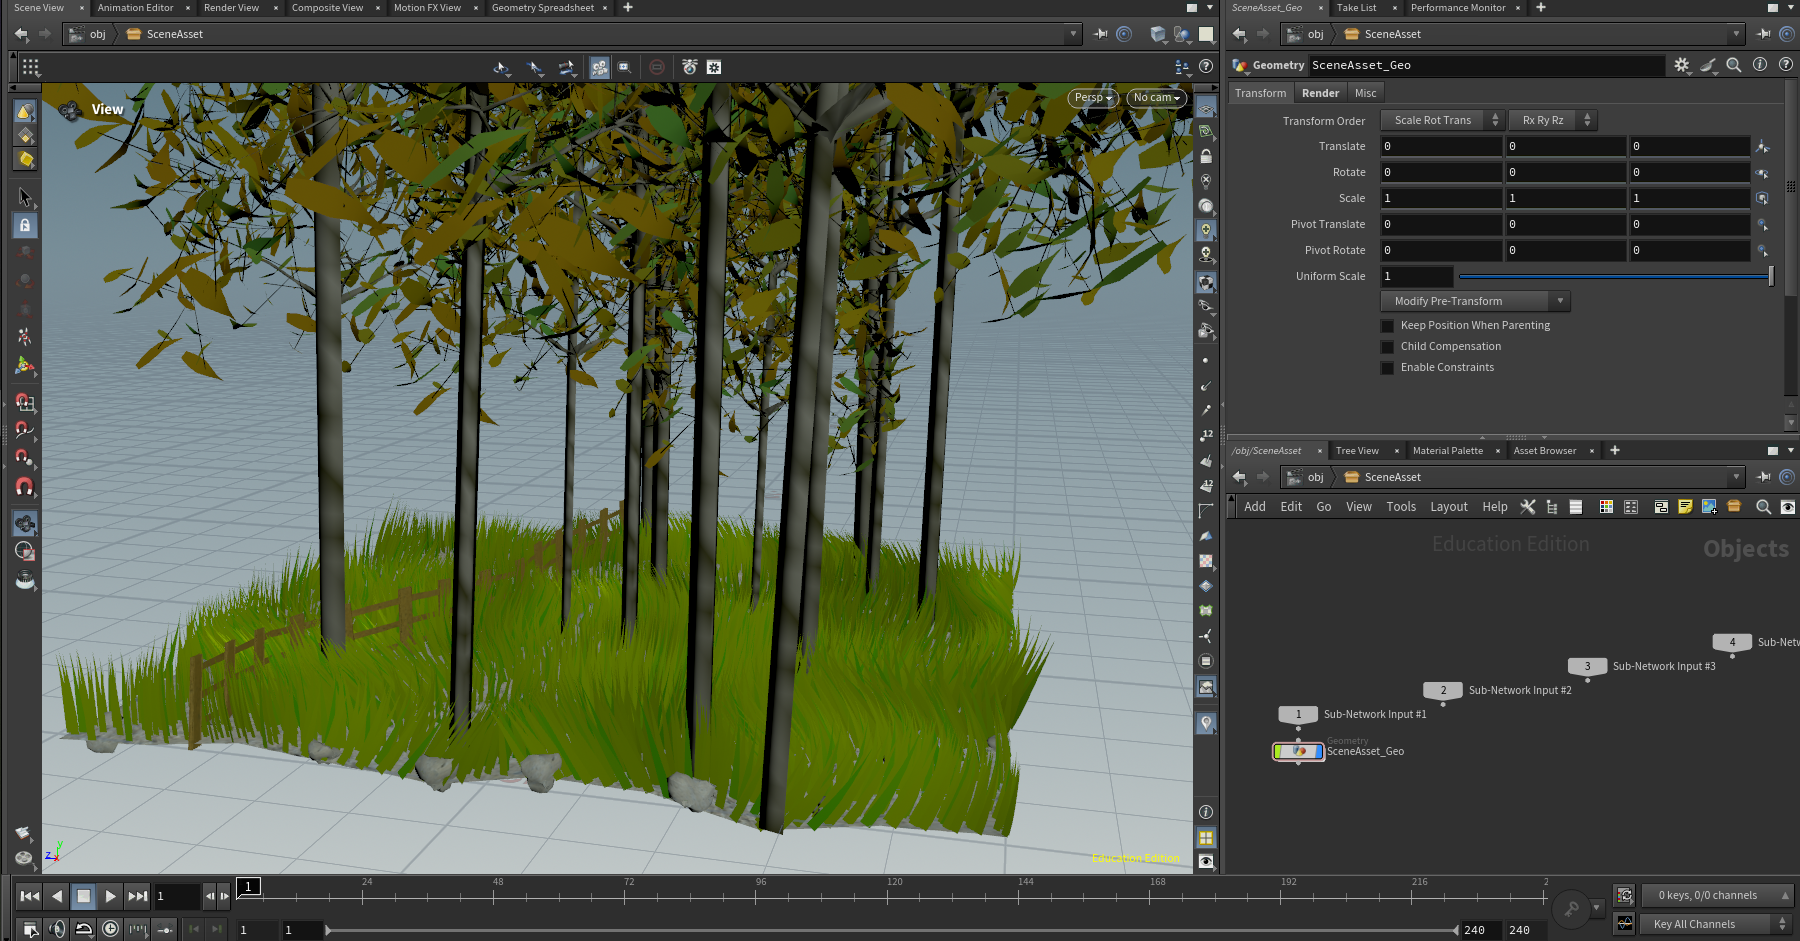 Scene View × Animation Editor × Render View × Composite View × Motion FX View × Geometry Spreadsheet ×
obj SceneAsset
View
Persp
No cam
12
12
Education Edition
z x y
SceneAsset_Geo × Take List × Performance Monitor ×
obj SceneAsset
Geometry SceneAsset_Geo
Transform Render Misc
Transform Order Scale Rot Trans Rx Ry Rz
Translate 0 0 0
Rotate 0 0 0
Scale 1 1 1
Pivot Translate 0 0 0
Pivot Rotate 0 0 0
Uniform Scale 1
Modify Pre-Transform
Keep Position When Parenting
Child Compensation
Enable Constraints
/obj/SceneAsset × Tree View × Material Palette × Asset Browser ×
obj SceneAsset
Add Edit Go View Tools Layout Help
Education Edition
Objects
4 Sub-Netw
3 Sub-Network Input #3
2 Sub-Network Input #2
1 Sub-Network Input #1
Geometry
SceneAsset_Geo
1 1 24 48 72 96 120 144 168 192 216 2
0 keys, 0/0 channels
1 1 240 240
Key All Channels